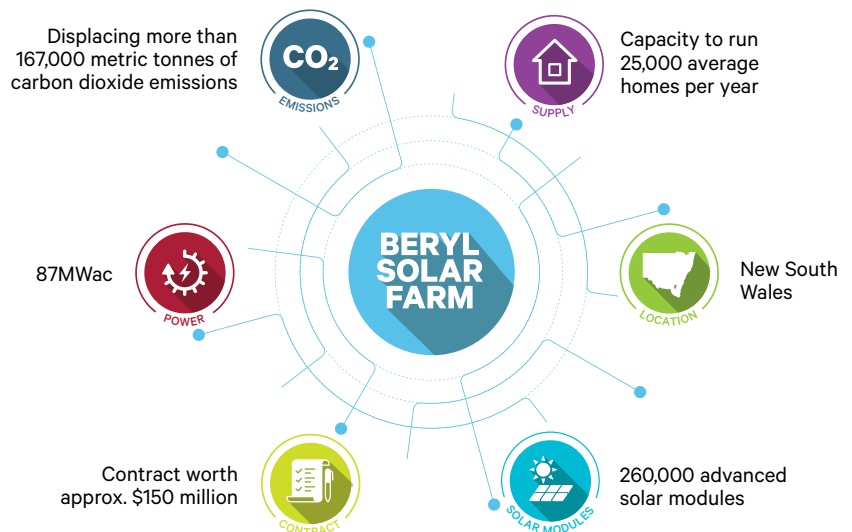 Displacing more than
167,000 metric tonnes of
carbon dioxide emissions
CO₂
EMISSIONS
SUPPLY
Capacity to run
25,000 average
homes per year
87MWac
POWER
BERYL
SOLAR
FARM
LOCATION
New South
Wales
Contract worth
approx. $150 million
CONTRACT
SOLAR MODULES
260,000 advanced
solar modules